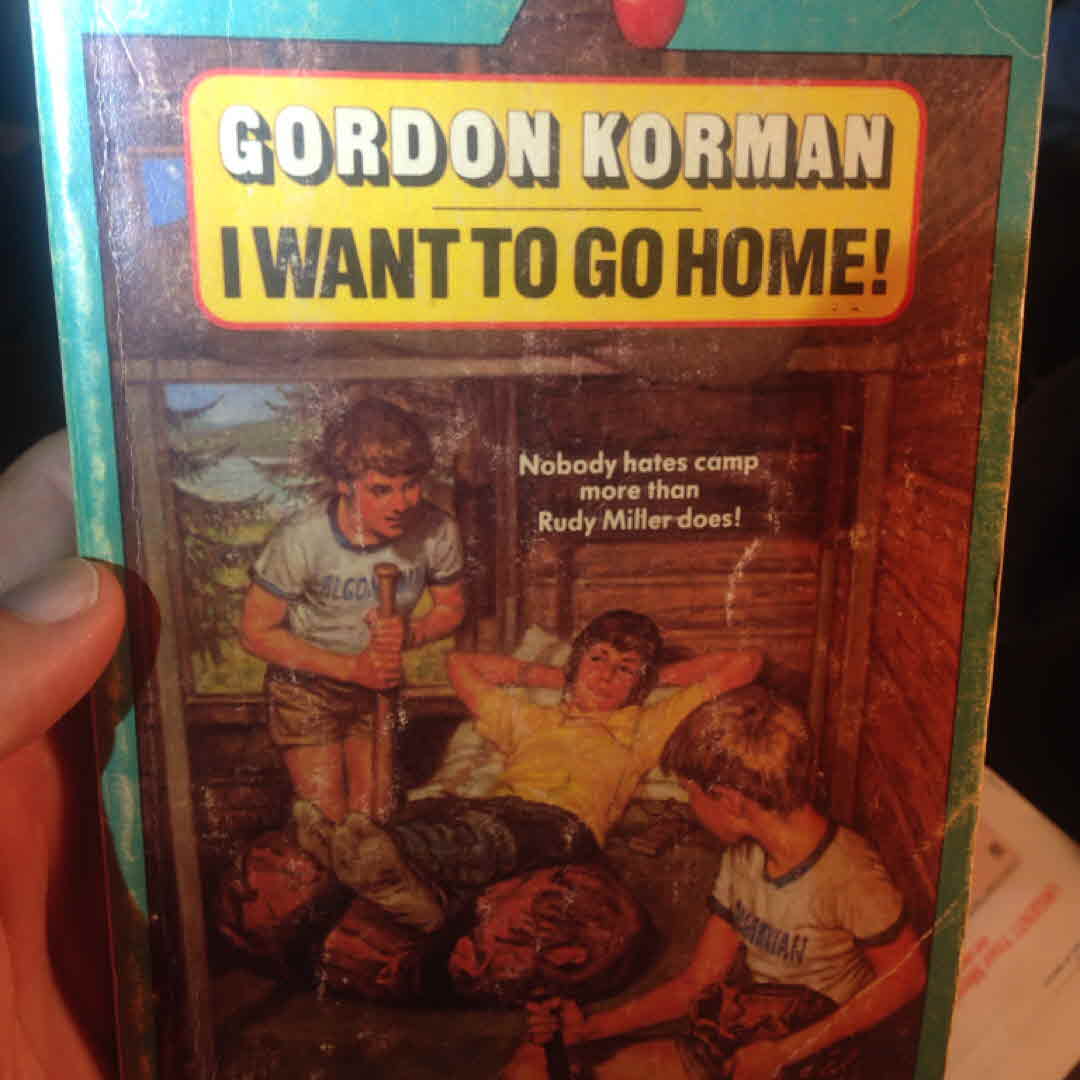 GORDON KORMAN
I WANT TO GO HOME!
Nobody hates camp
more than
Rudy Miller does!